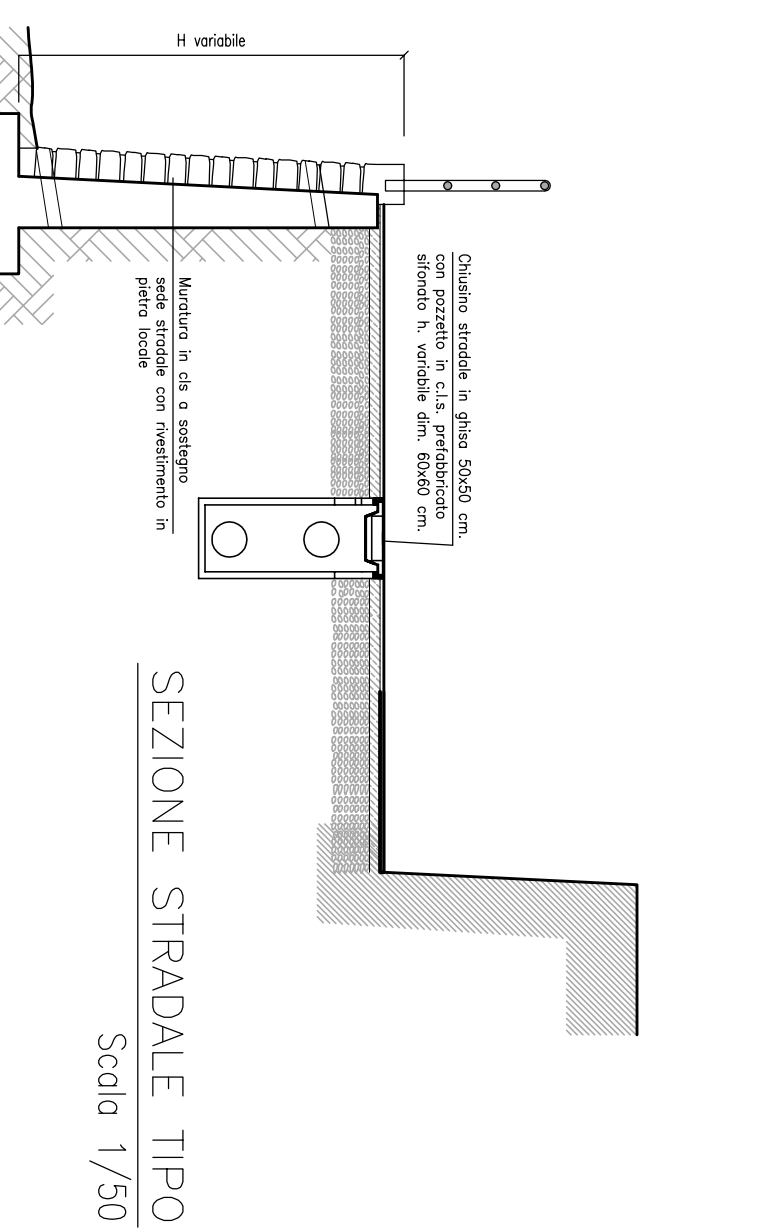 H variabile
Chiusino stradale in ghisa 50x50 cm.
con pozzetto in c.l.s. prefabbricato
sifonato h. variabile dim. 60x60 cm.
Muratura in cls a sostegno
sede stradale con rivestimento in
pietra locale
SEZIONE STRADALE TIPO
Scala 1/50